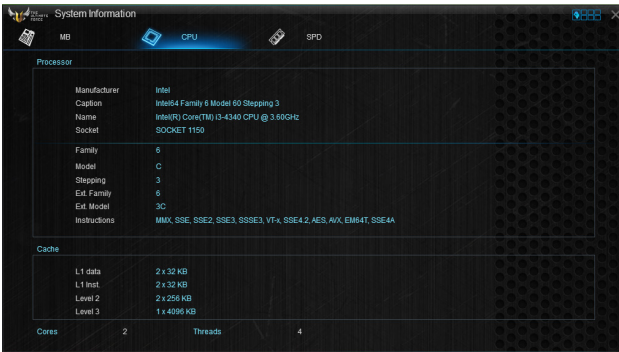 THE ULTIMATE FORCE System Information
MB CPU SPD
Processor
Manufacturer Intel
Caption Intel64 Family 6 Model 60 Stepping 3
Name Intel(R) Core(TM) i3-4340 CPU @ 3.60GHz
Socket SOCKET 1150
Family 6
Model C
Stepping 3
Ext. Family 6
Ext. Model 3C
Instructions MMX, SSE, SSE2, SSE3, SSSE3, VT-x, SSE4.2, AES, AVX, EM64T, SSE4A
Cache
L1 data 2 x 32 KB
L1 Inst. 2 x 32 KB
Level 2 2 x 256 KB
Level 3 1 x 4096 KB
Cores 2 Threads 4